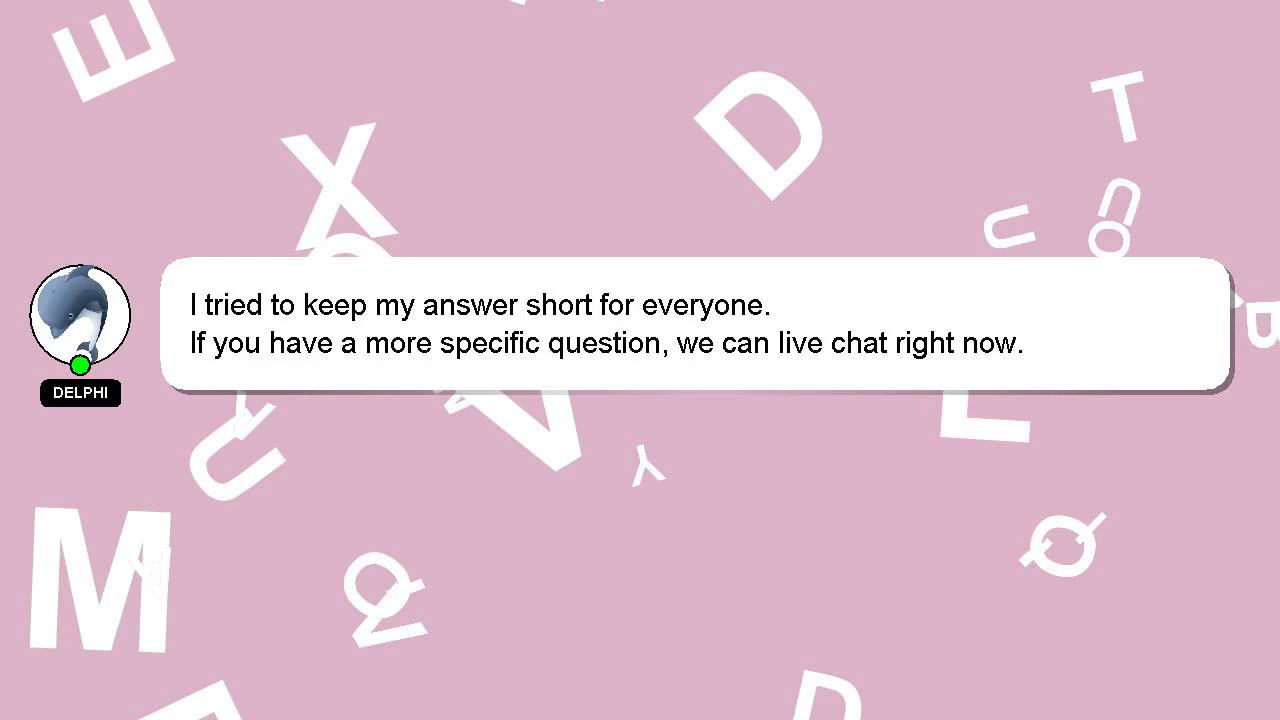 E
X
D
T
U
U
O
I tried to keep my answer short for everyone.
If you have a more specific question, we can live chat right now.
DELPHI
B
Y
U
A
L
Y
M
Q
Z
Q
D